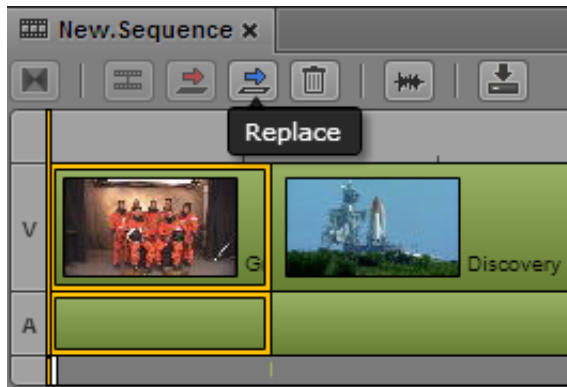 New.Sequence ×
Replace
V
G
Discovery
A